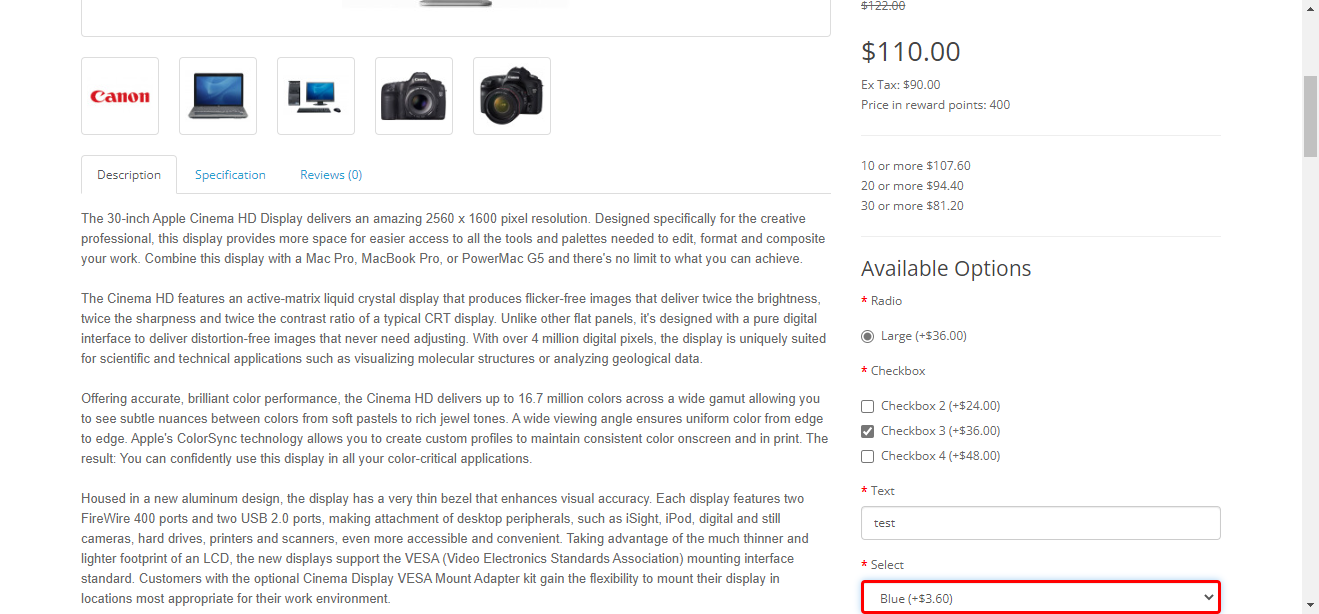 $122.00
$110.00
Ex Tax: $90.00
Price in reward points: 400
10 or more $107.60
20 or more $94.40
30 or more $81.20
Canon
Description
Specification
Reviews (0)
The 30-inch Apple Cinema HD Display delivers an amazing 2560 x 1600 pixel resolution. Designed specifically for the creative
professional, this display provides more space for easier access to all the tools and palettes needed to edit, format and composite
your work. Combine this display with a Mac Pro, MacBook Pro, or PowerMac G5 and there's no limit to what you can achieve.
The Cinema HD features an active-matrix liquid crystal display that produces flicker-free images that deliver twice the brightness,
twice the sharpness and twice the contrast ratio of a typical CRT display. Unlike other flat panels, it's designed with a pure digital
interface to deliver distortion-free images that never need adjusting. With over 4 million digital pixels, the display is uniquely suited
for scientific and technical applications such as visualizing molecular structures or analyzing geological data.
Offering accurate, brilliant color performance, the Cinema HD delivers up to 16.7 million colors across a wide gamut allowing you
to see subtle nuances between colors from soft pastels to rich jewel tones. A wide viewing angle ensures uniform color from edge
to edge. Apple's ColorSync technology allows you to create custom profiles to maintain consistent color onscreen and in print. The
result: You can confidently use this display in all your color-critical applications.
Housed in a new aluminum design, the display has a very thin bezel that enhances visual accuracy. Each display features two
FireWire 400 ports and two USB 2.0 ports, making attachment of desktop peripherals, such as iSight, iPod, digital and still
cameras, hard drives, printers and scanners, even more accessible and convenient. Taking advantage of the much thinner and
lighter footprint of an LCD, the new displays support the VESA (Video Electronics Standards Association) mounting interface
standard. Customers with the optional Cinema Display VESA Mount Adapter kit gain the flexibility to mount their display in
locations most appropriate for their work environment.
Available Options
* Radio
Large (+$36.00)
* Checkbox
Checkbox 2 (+$24.00)
Checkbox 3 (+$36.00)
Checkbox 4 (+$48.00)
* Text
test
* Select
Blue (+$3.60)